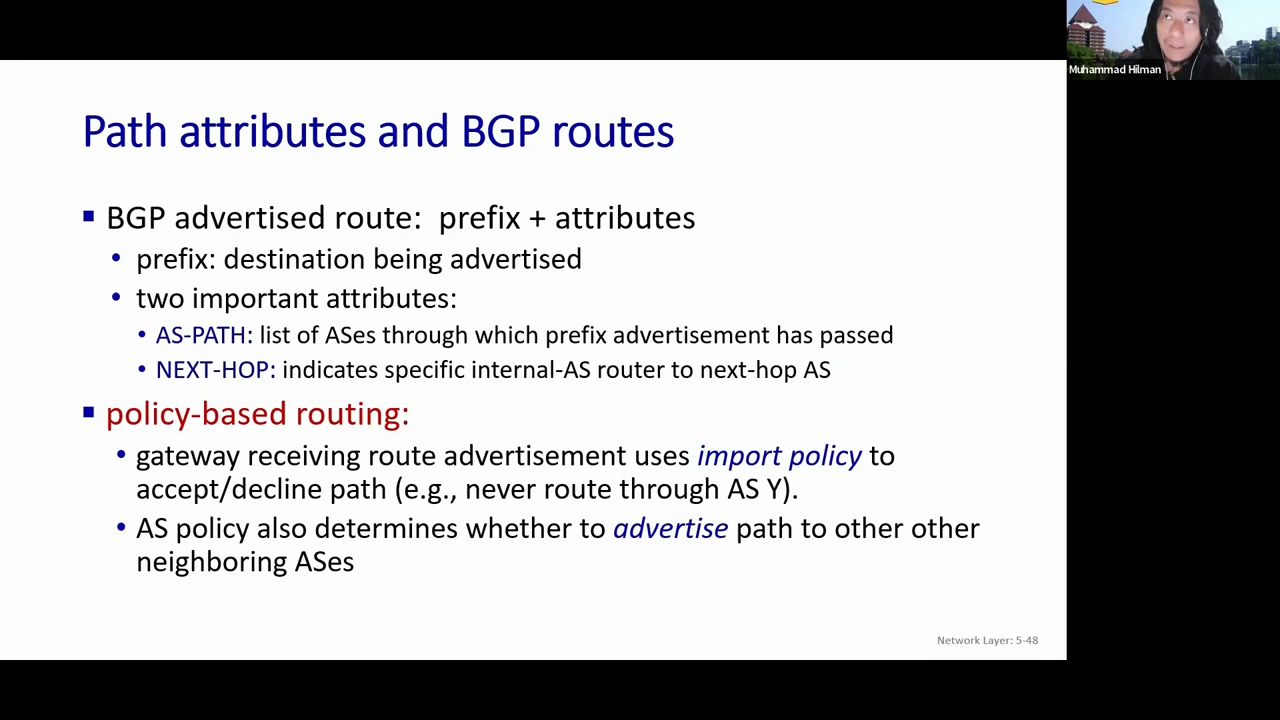 Muhammad Hilman
Path attributes and BGP routes
BGP advertised route: prefix + attributes
prefix: destination being advertised
two important attributes:
AS-PATH: list of ASes through which prefix advertisement has passed
NEXT-HOP: indicates specific internal-AS router to next-hop AS
policy-based routing:
gateway receiving route advertisement uses import policy to
accept/decline path (e.g., never route through AS Y).
AS policy also determines whether to advertise path to other other
neighboring ASes
Network Layer: 5-48